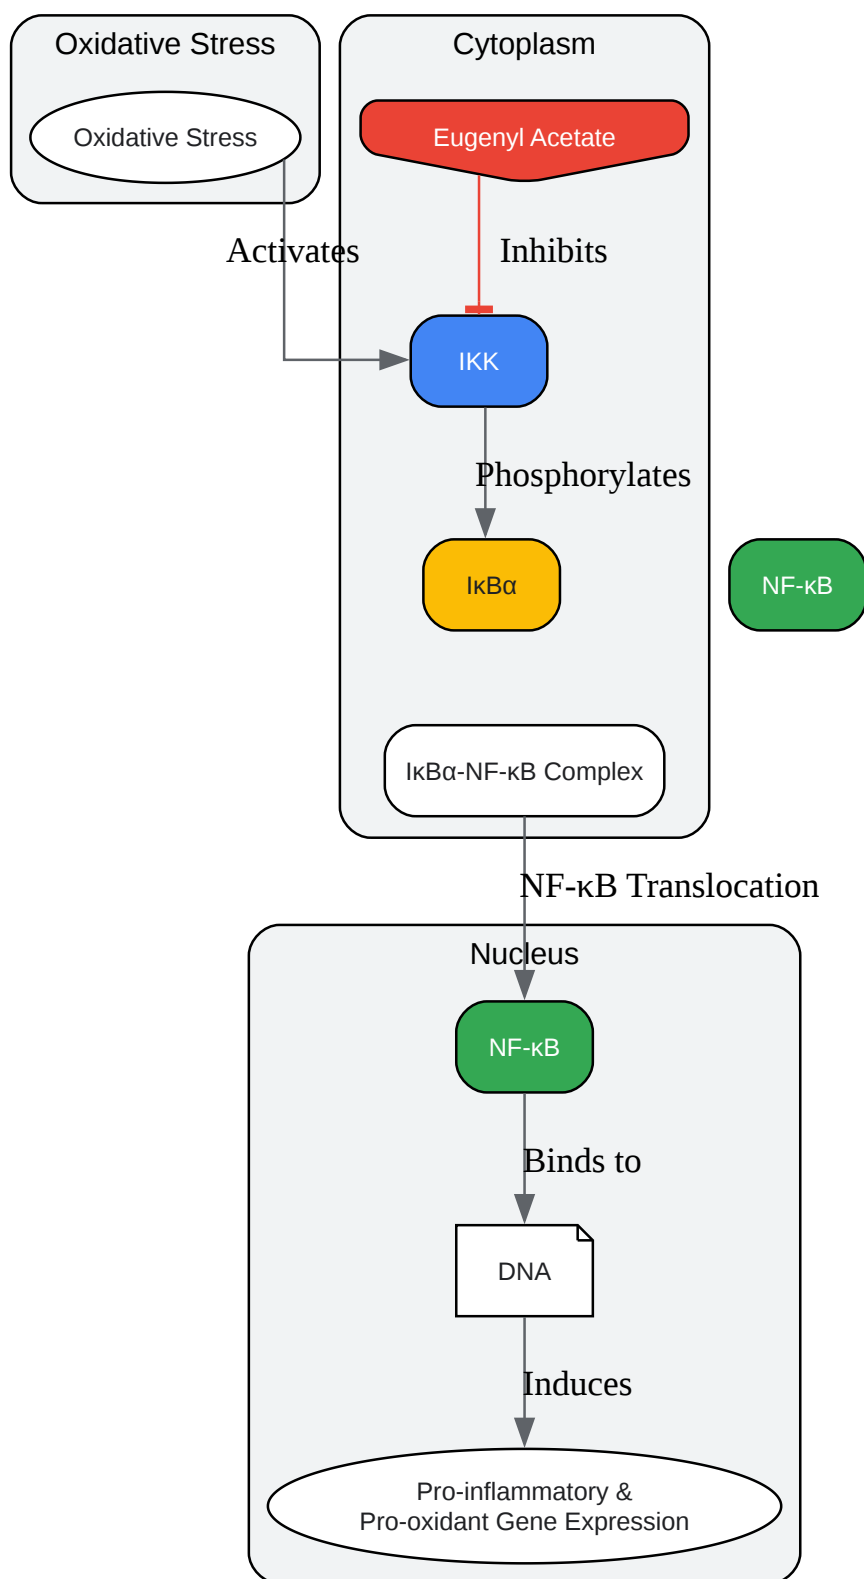 Oxidative Stress
Cytoplasm
Oxidative Stress
Eugenyl Acetate
Activates
Inhibits
IKK
Phosphorylates
IκBα
NF-κB
IκBα-NF-κB Complex
NF-κB Translocation
Nucleus
NF-κB
Binds to
DNA
Induces
Pro-inflammatory &
Pro-oxidant Gene Expression